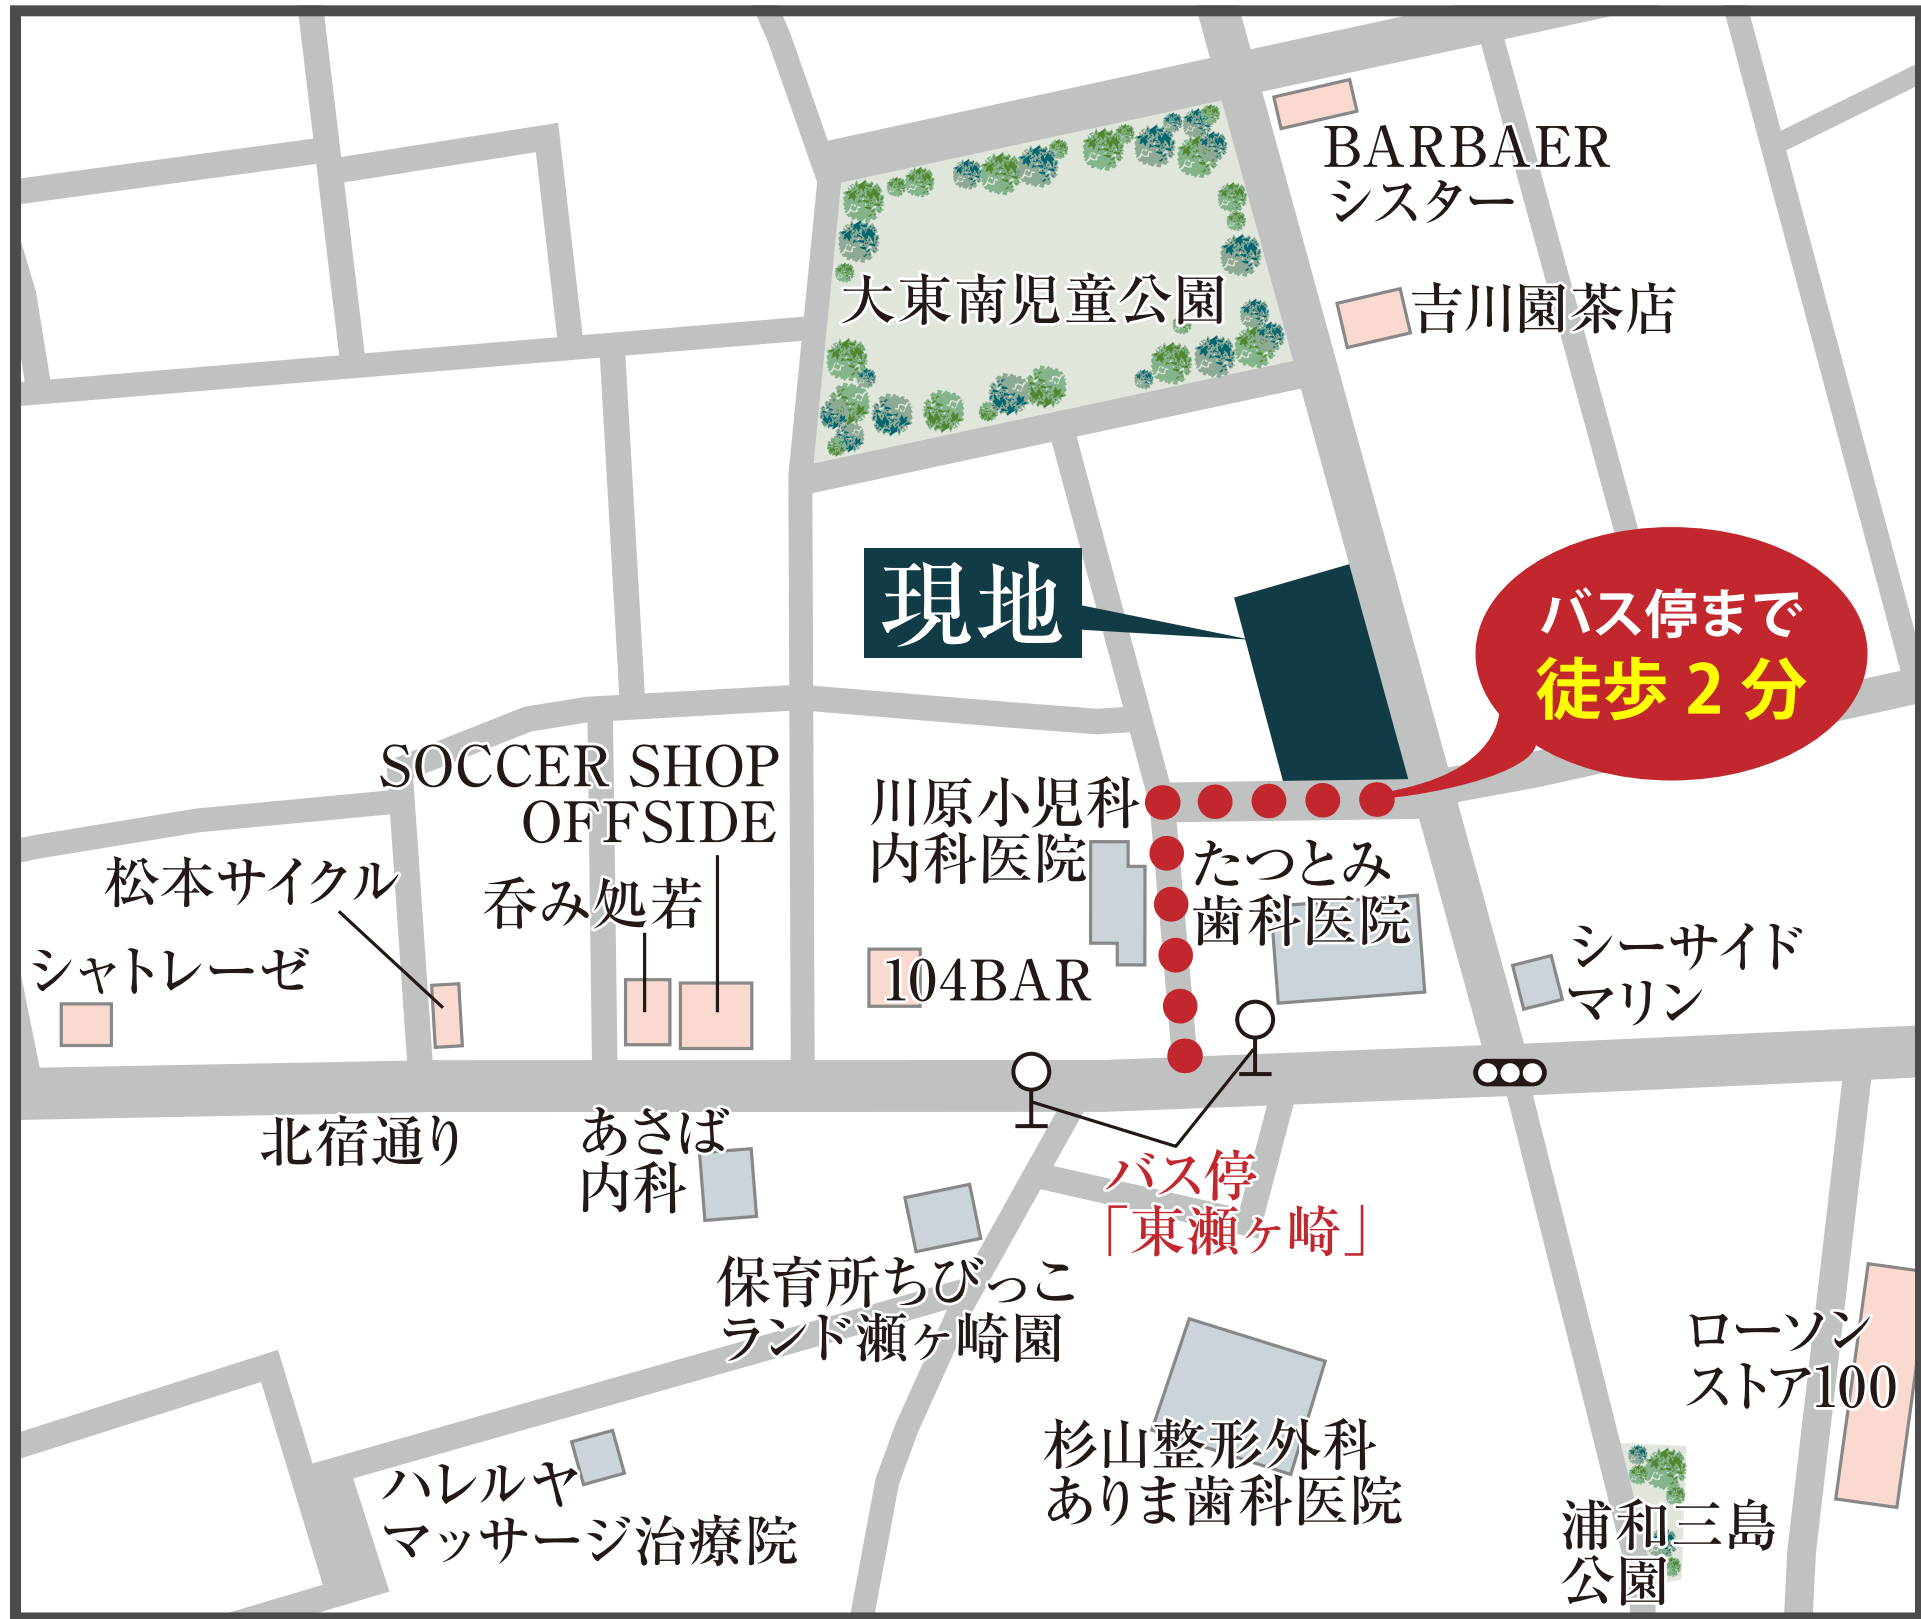 BARBAER
シスター
大東南児童公園
吉川園茶店
現地
バス停まで
徒歩2分
SOCCER SHOP
OFFSIDE
川原小児科
内科医院
たつとみ
歯科医院
松本サイクル
呑み処若
シャトレーゼ
104BAR
シーサイド
マリン
北宿通り
あさば
内科
バス停
「東瀬ヶ崎」
保育所ちびっこ
ランド瀬ヶ崎園
ローソン
ストア100
杉山整形外科
ありま歯科医院
ハレルヤ
マッサージ治療院
浦和三島
公園